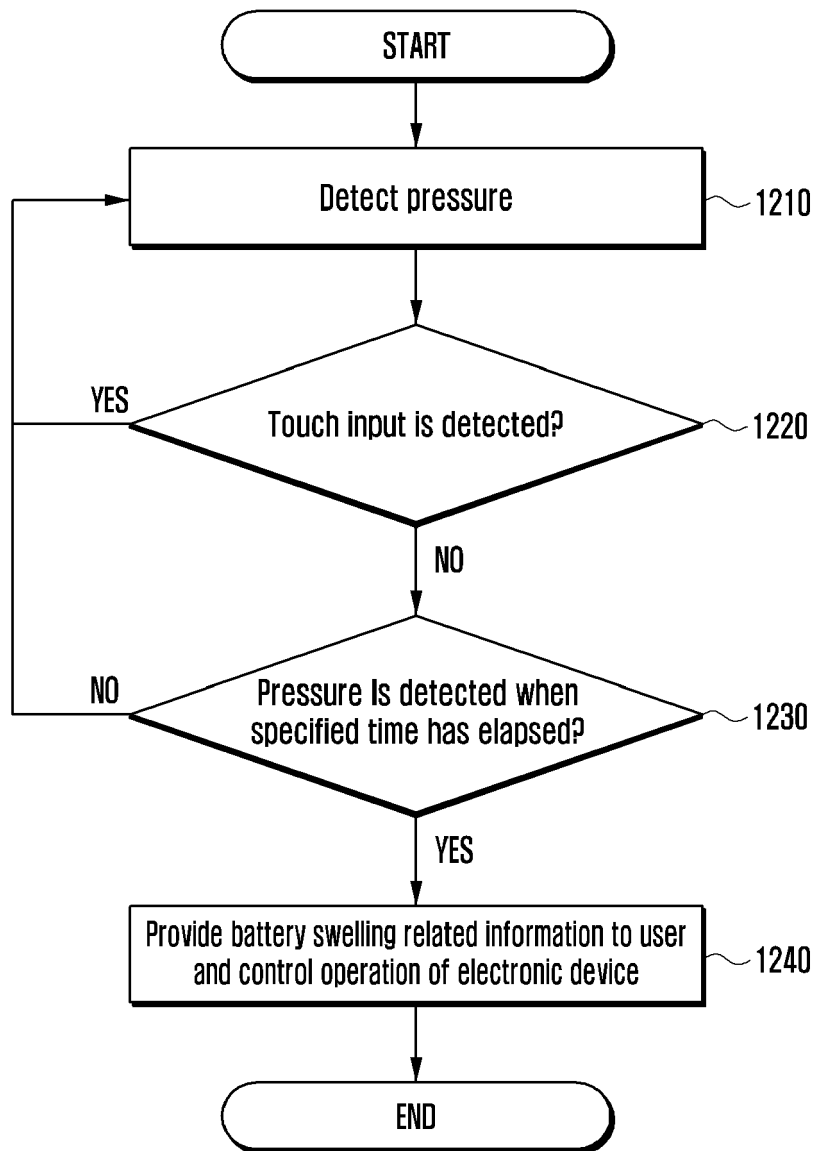 START
Detect pressure
1210
YES
Touch input is detected?
1220
NO
NO
Pressure Is detected when
specified time has elapsed?
1230
YES
Provide battery swelling related information to user
and control operation of electronic device
1240
END